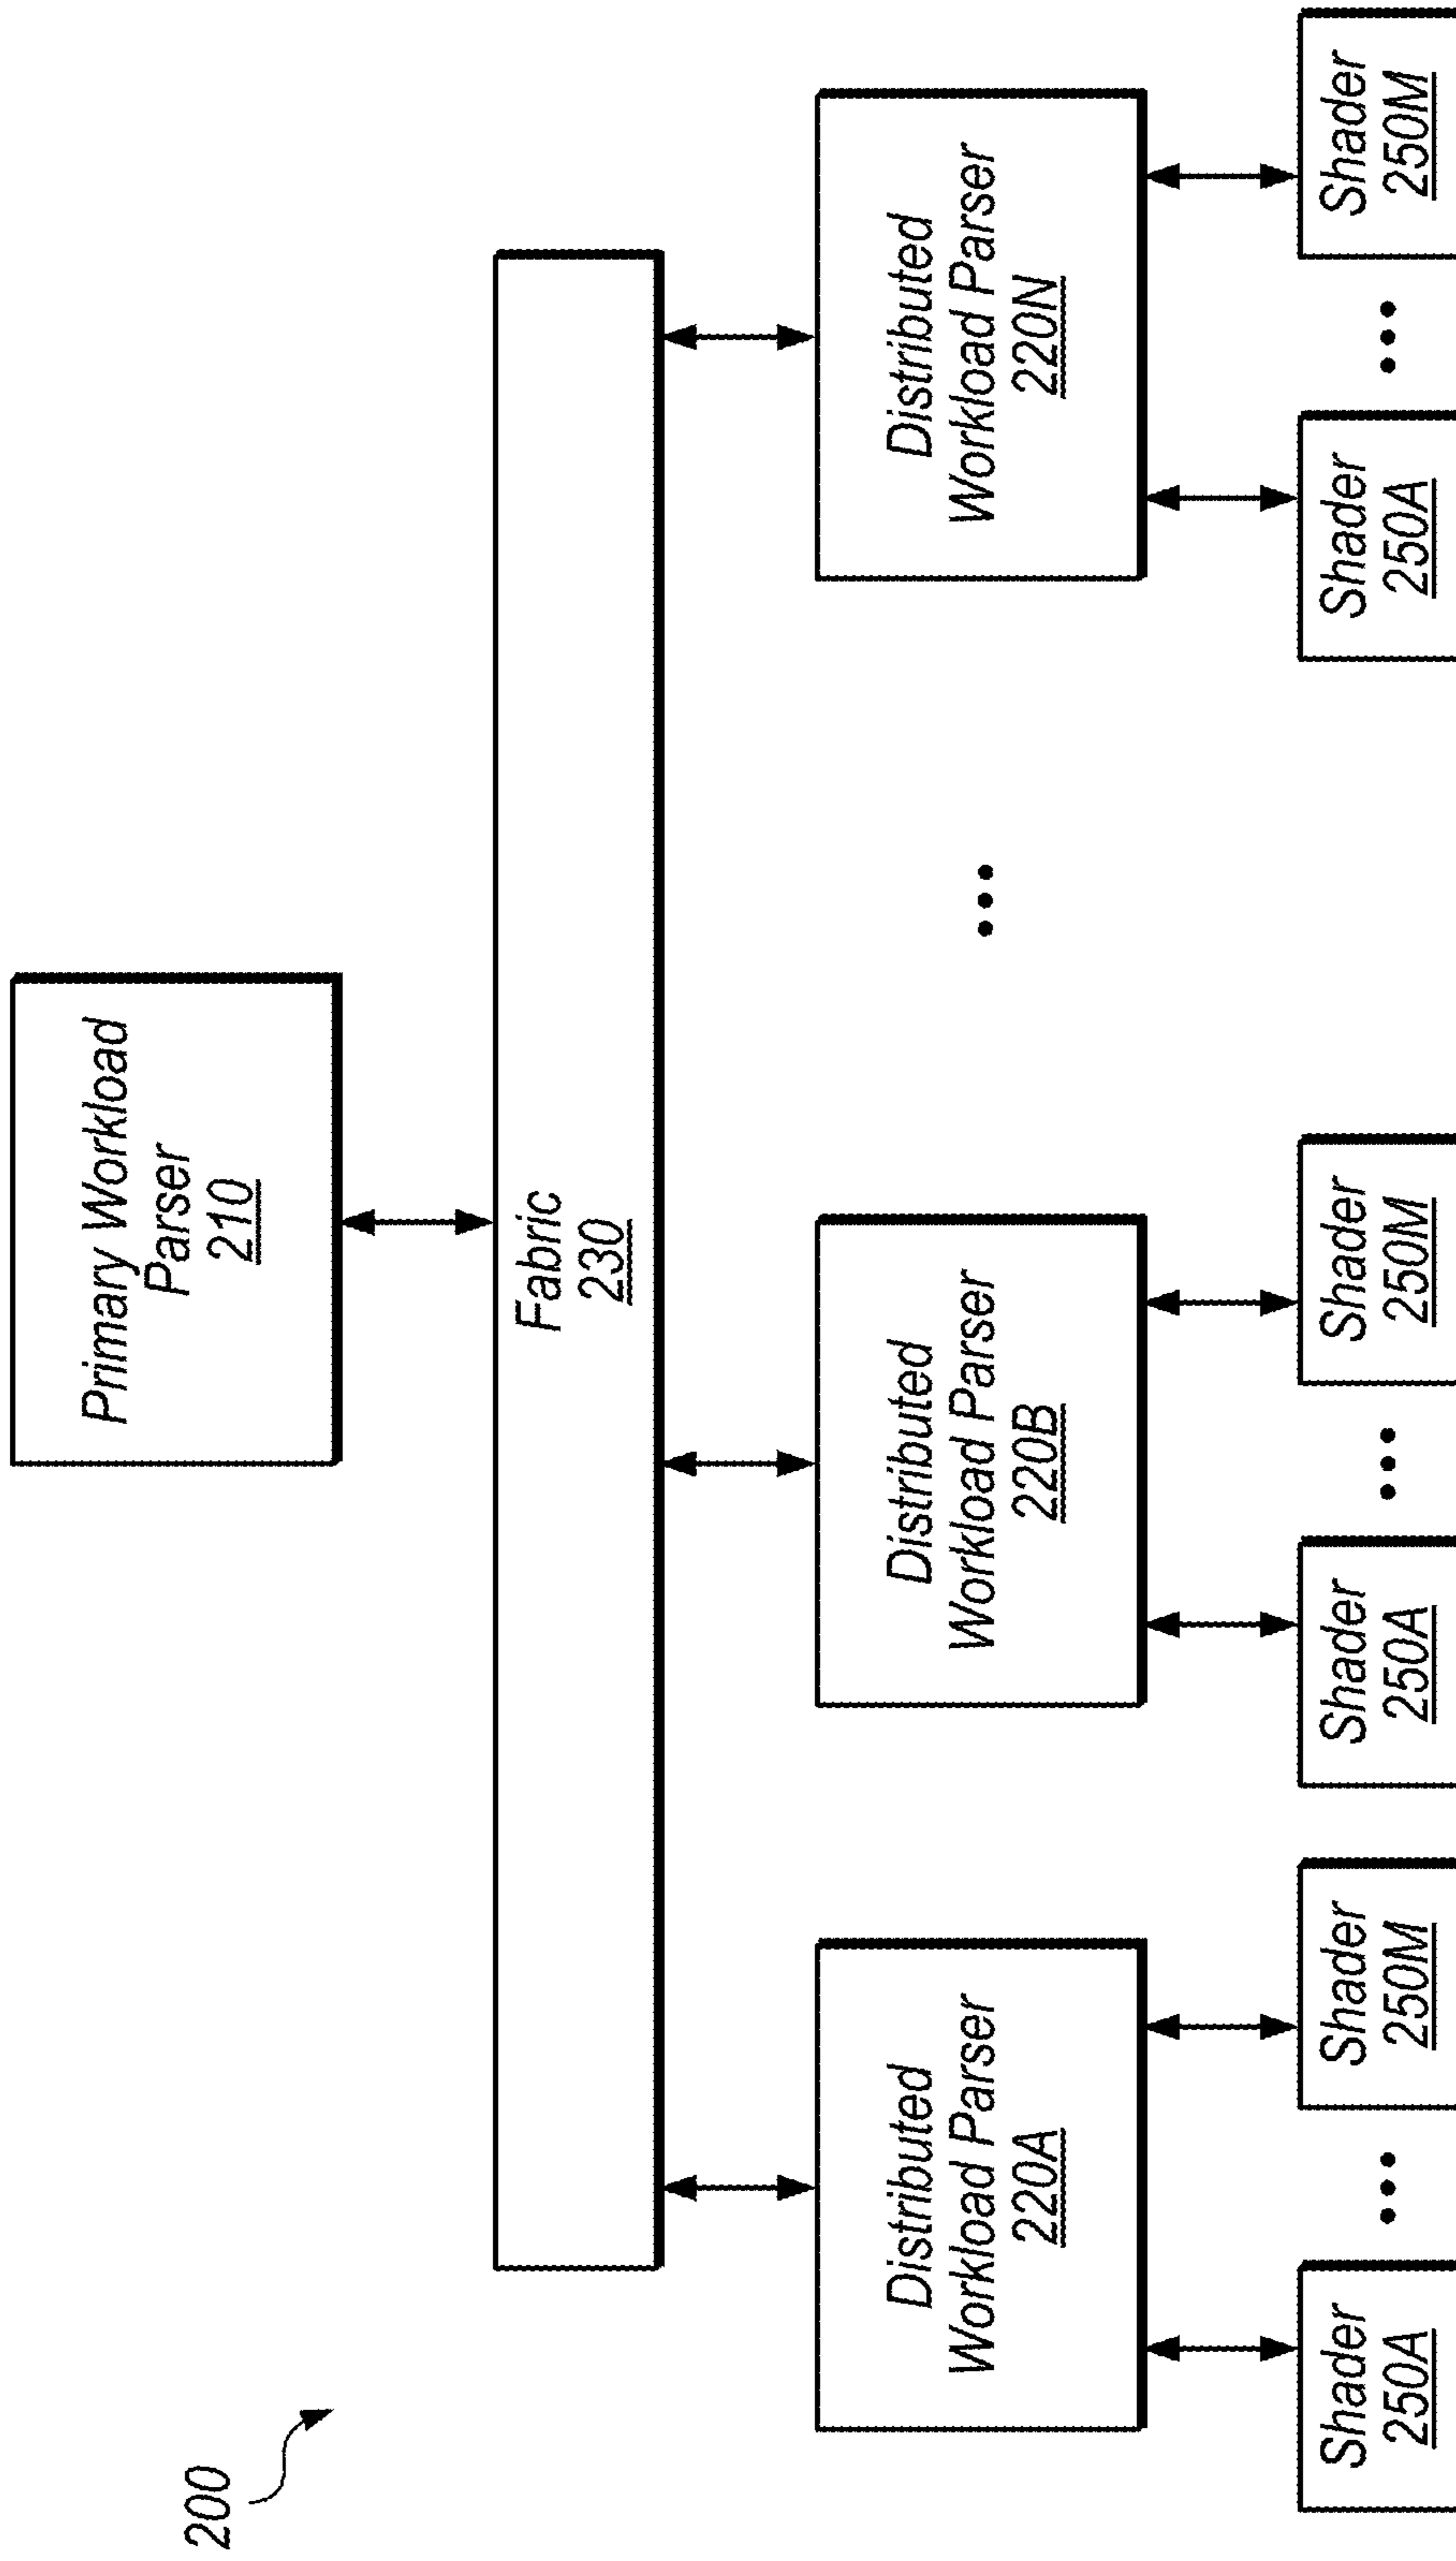 200
Primary Workload
Parser
210
Fabric
230
Distributed
Workload Parser
220A
Distributed
Workload Parser
220B
...
Distributed
Workload Parser
220N
Shader
250A
...
Shader
250M
Shader
250A
...
Shader
250M
Shader
250A
...
Shader
250M